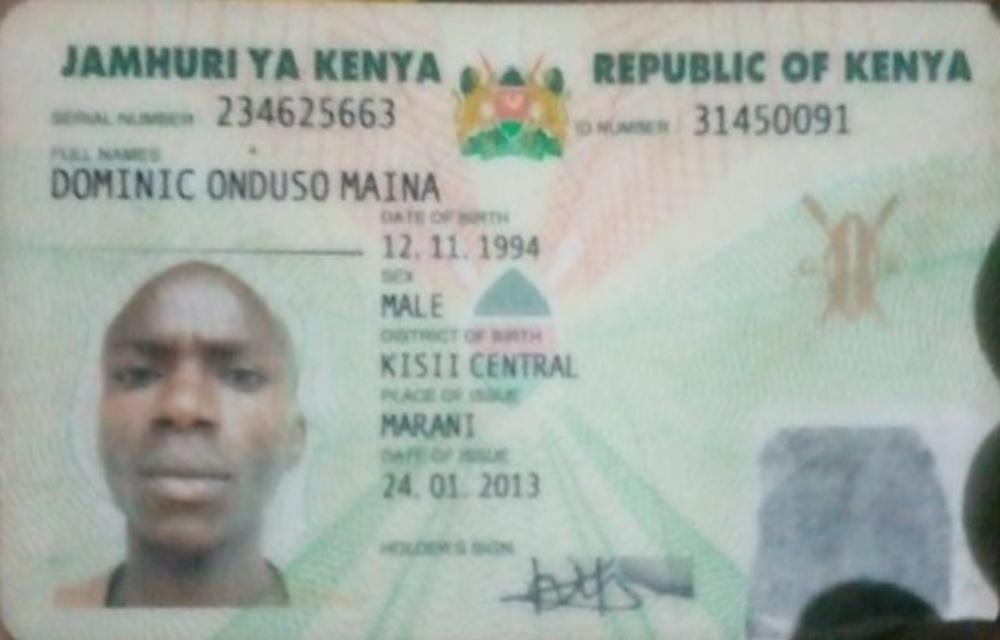 JAMHURI YA KENYA
REPUBLIC OF KENYA
SERIAL NUMBER 234625663
ID NUMBER 31450091
FULL NAMES
DOMINIC ONDUSO MAINA
DATE OF BIRTH
12.11.1994
SEX
MALE
DISTRICT OF BIRTH
KISII CENTRAL
PLACE OF ISSUE
MARANI
DATE OF ISSUE
24.01.2013
HOLDER'S SIGN.